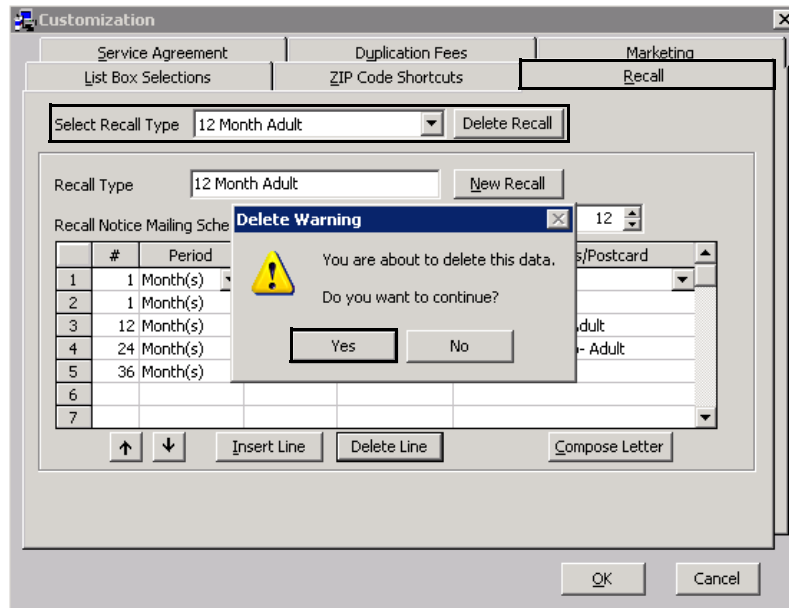 Customization
Service Agreement Duplication Fees Marketing
List Box Selections ZIP Code Shortcuts Recall
Select Recall Type 12 Month Adult Delete Recall
Recall Type 12 Month Adult New Recall
Recall Notice Mailing Sche 12
Delete Warning
You are about to delete this data.
Do you want to continue?
Yes No
# Period s/Postcard
1 1 Month(s)
2 1 Month(s)
3 12 Month(s) Adult
4 24 Month(s) - Adult
5 36 Month(s)
6
7
Insert Line Delete Line Compose Letter
OK Cancel